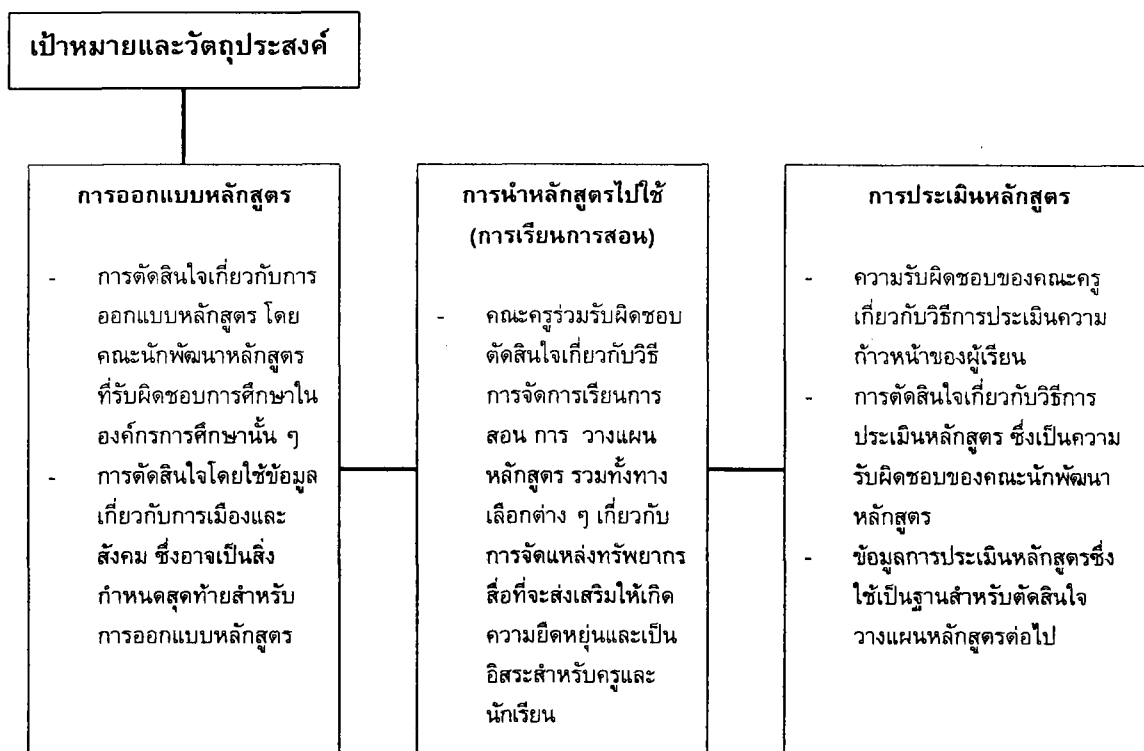 เป้าหมายและวัตถุประสงค์
การออกแบบหลักสูตร
- การตัดสินใจเกี่ยวกับการ
ออกแบบหลักสูตร โดย
คณะนักพัฒนาหลักสูตร
ที่รับผิดชอบการศึกษาใน
องค์กรการศึกษานั้น ๆ
- การตัดสินใจโดยใช้ข้อมูล
เกี่ยวกับการเมืองและ
สังคม ซึ่งอาจเป็นสิ่ง
กำหนดสุดท้ายสำหรับ
การออกแบบหลักสูตร
การนำหลักสูตรไปใช้
(การเรียนการสอน)
- คณะครูร่วมรับผิดชอบ
ตัดสินใจเกี่ยวกับวิธี
การจัดการเรียนการ
สอน การ วางแผน
หลักสูตร รวมทั้งทาง
เลือกต่าง ๆ เกี่ยวกับ
การจัดแหล่งทรัพยากร
สื่อที่จะส่งเสริมให้เกิด
ความยืดหยุ่นและเป็น
อิสระสำหรับครูและ
นักเรียน
การประเมินหลักสูตร
- ความรับผิดชอบของคณะครู
เกี่ยวกับวิธีการประเมินความ
ก้าวหน้าของผู้เรียน
- การตัดสินใจเกี่ยวกับวิธีการ
ประเมินหลักสูตร ซึ่งเป็นความ
รับผิดชอบของคณะนักพัฒนา
หลักสูตร
- ข้อมูลการประเมินหลักสูตรซึ่ง
ใช้เป็นฐานสำหรับตัดสินใจ
วางแผนหลักสูตรต่อไป